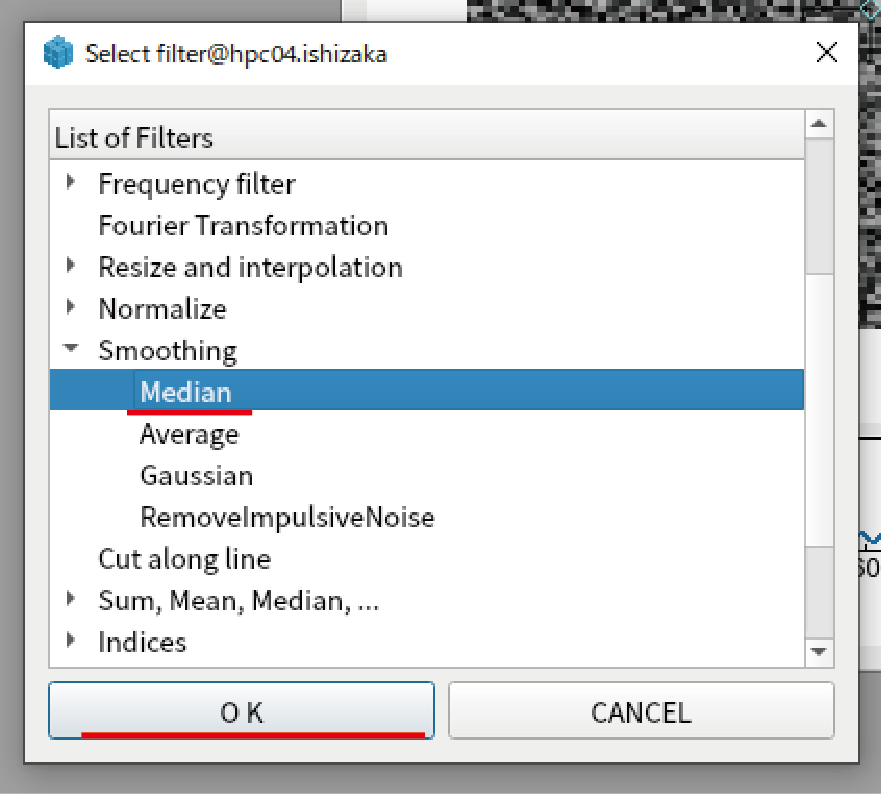 Select filter@hpc04.ishizaka
List of Filters
Frequency filter
Fourier Transformation
Resize and interpolation
Normalize
Smoothing
Median
Average
Gaussian
RemoveImpulsiveNoise
Cut along line
Sum, Mean, Median, ...
Indices
OK
CANCEL